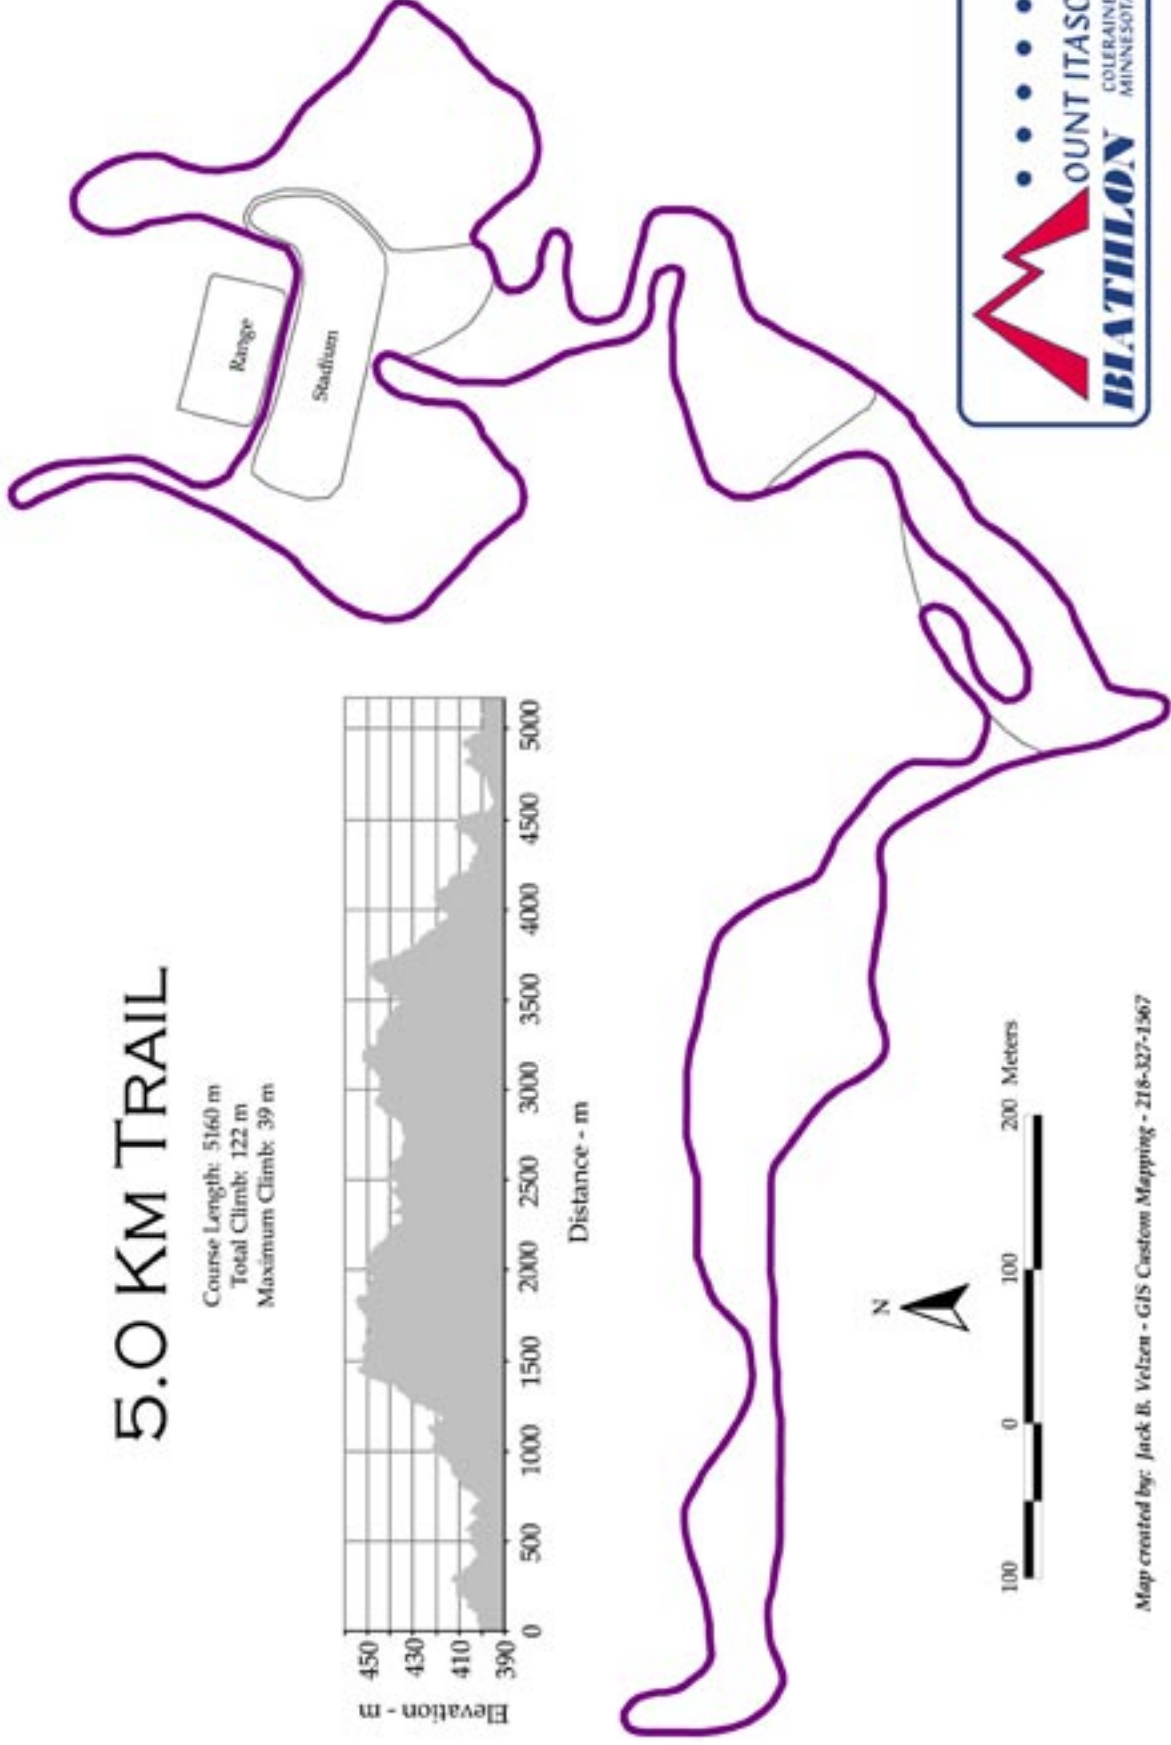 5.0 KM TRAIL
Course Length: 5160 m
Total Climb: 122 m
Maximum Climb: 39 m
Elevation - m
450
430
410
390
0 500 1000 1500 2000 2500 3000 3500 4000 4500 5000
Distance - m
Range
Stadium
N
100 0 100 200 Meters
Map created by: Jack B. Velzen - GIS Custom Mapping - 218-327-1567
OUNT ITASC
BIATHLON
COLERAINE
MINNESOTA